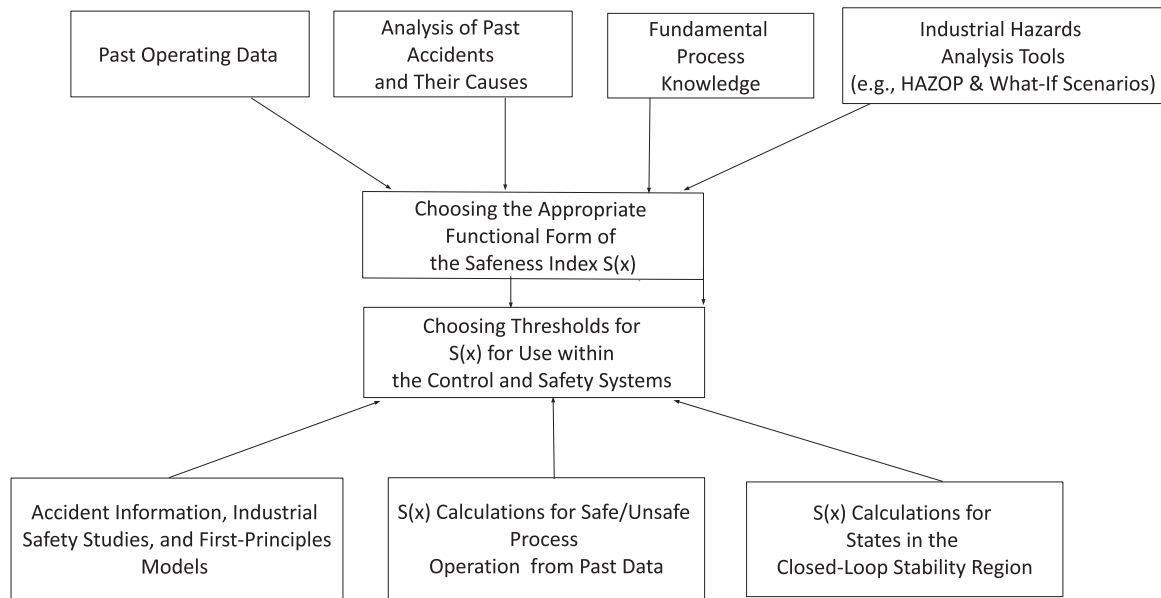 Past Operating Data
Analysis of Past
Accidents
and Their Causes
Fundamental
Process
Knowledge
Industrial Hazards
Analysis Tools
(e.g., HAZOP & What-If Scenarios)
Choosing the Appropriate
Functional Form of
the Safeness Index S(x)
Choosing Thresholds for
S(x) for Use within
the Control and Safety Systems
Accident Information, Industrial
Safety Studies, and First-Principles
Models
S(x) Calculations for Safe/Unsafe
Process
Operation from Past Data
S(x) Calculations for
States in the
Closed-Loop Stability Region